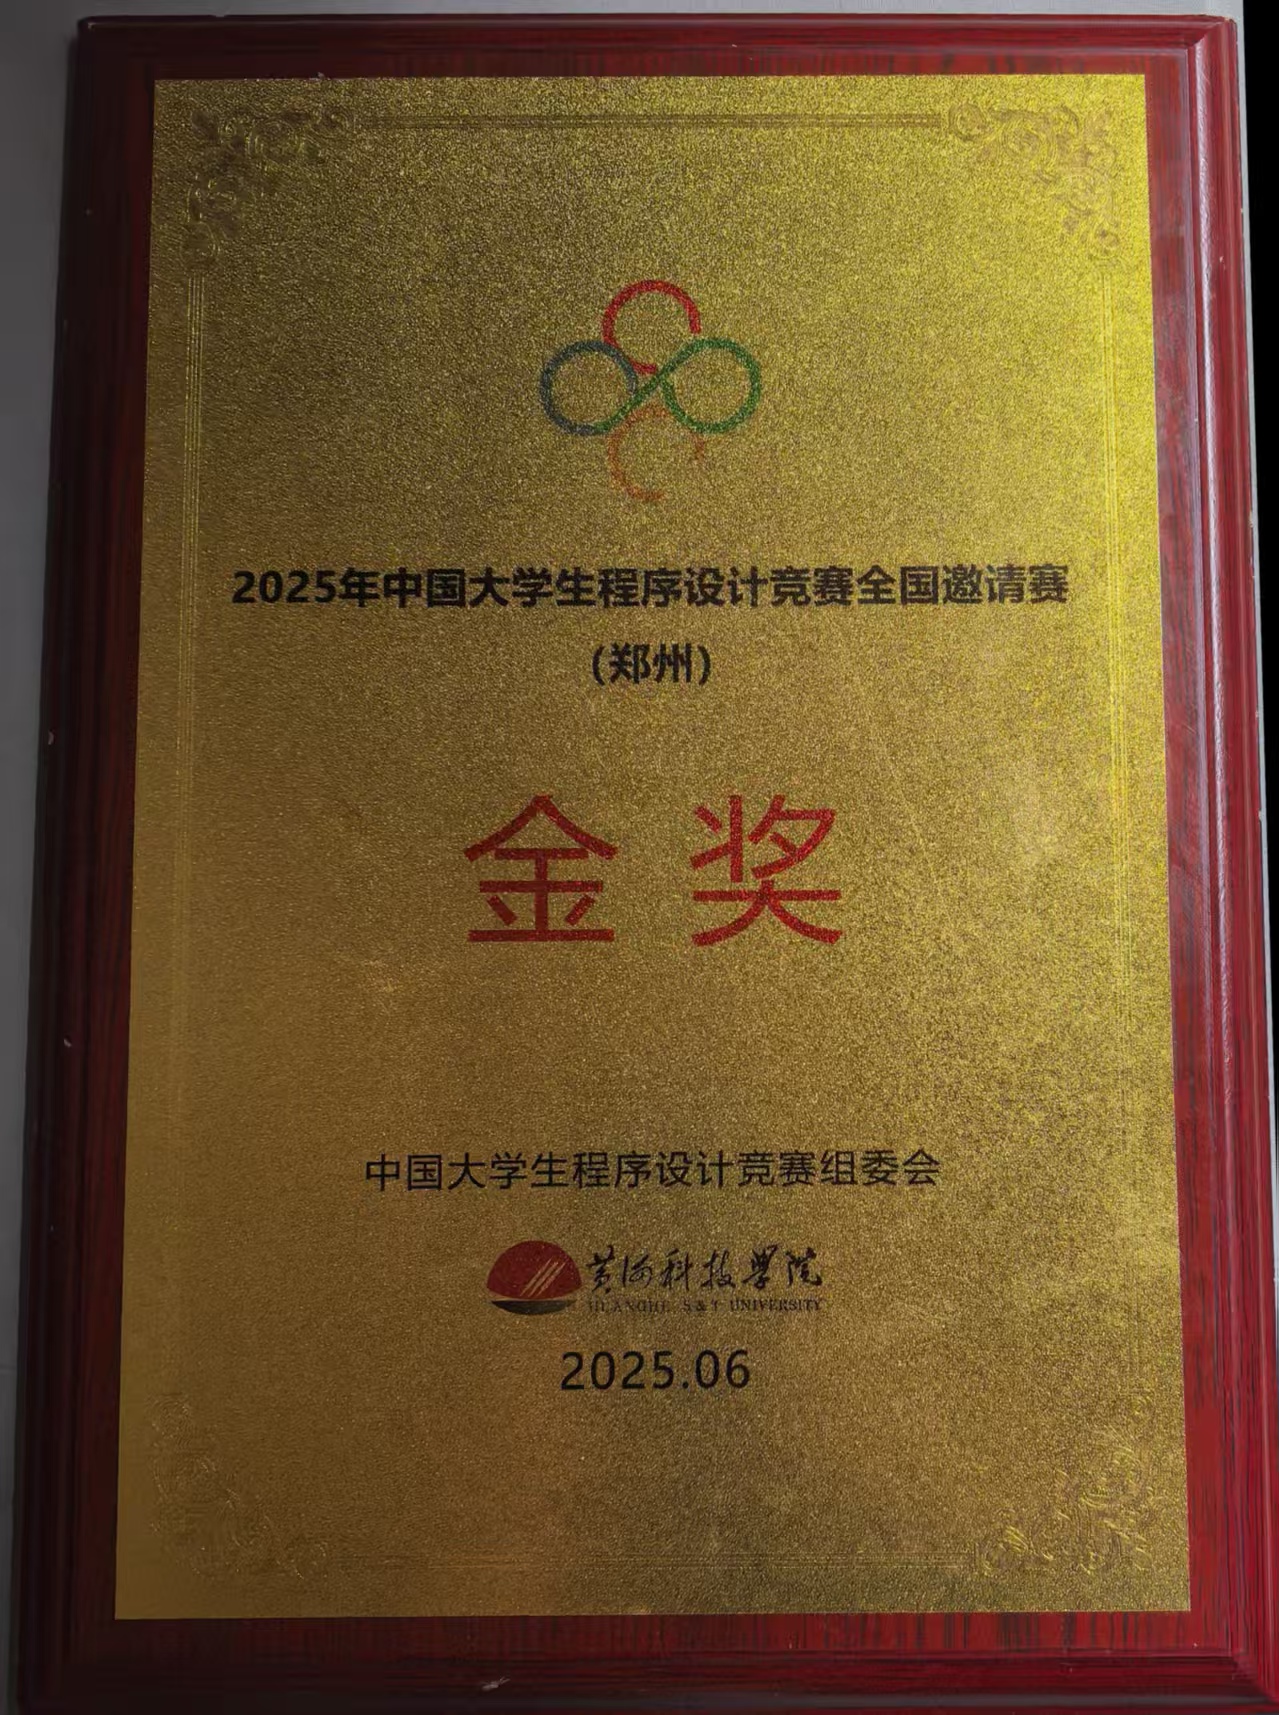 2025年中国大学生程序设计竞赛全国邀请赛
(郑州)
金奖
中国大学生程序设计竞赛组委会
黄河科技学院
HUANGHE S&T UNIVERSITY
2025.06